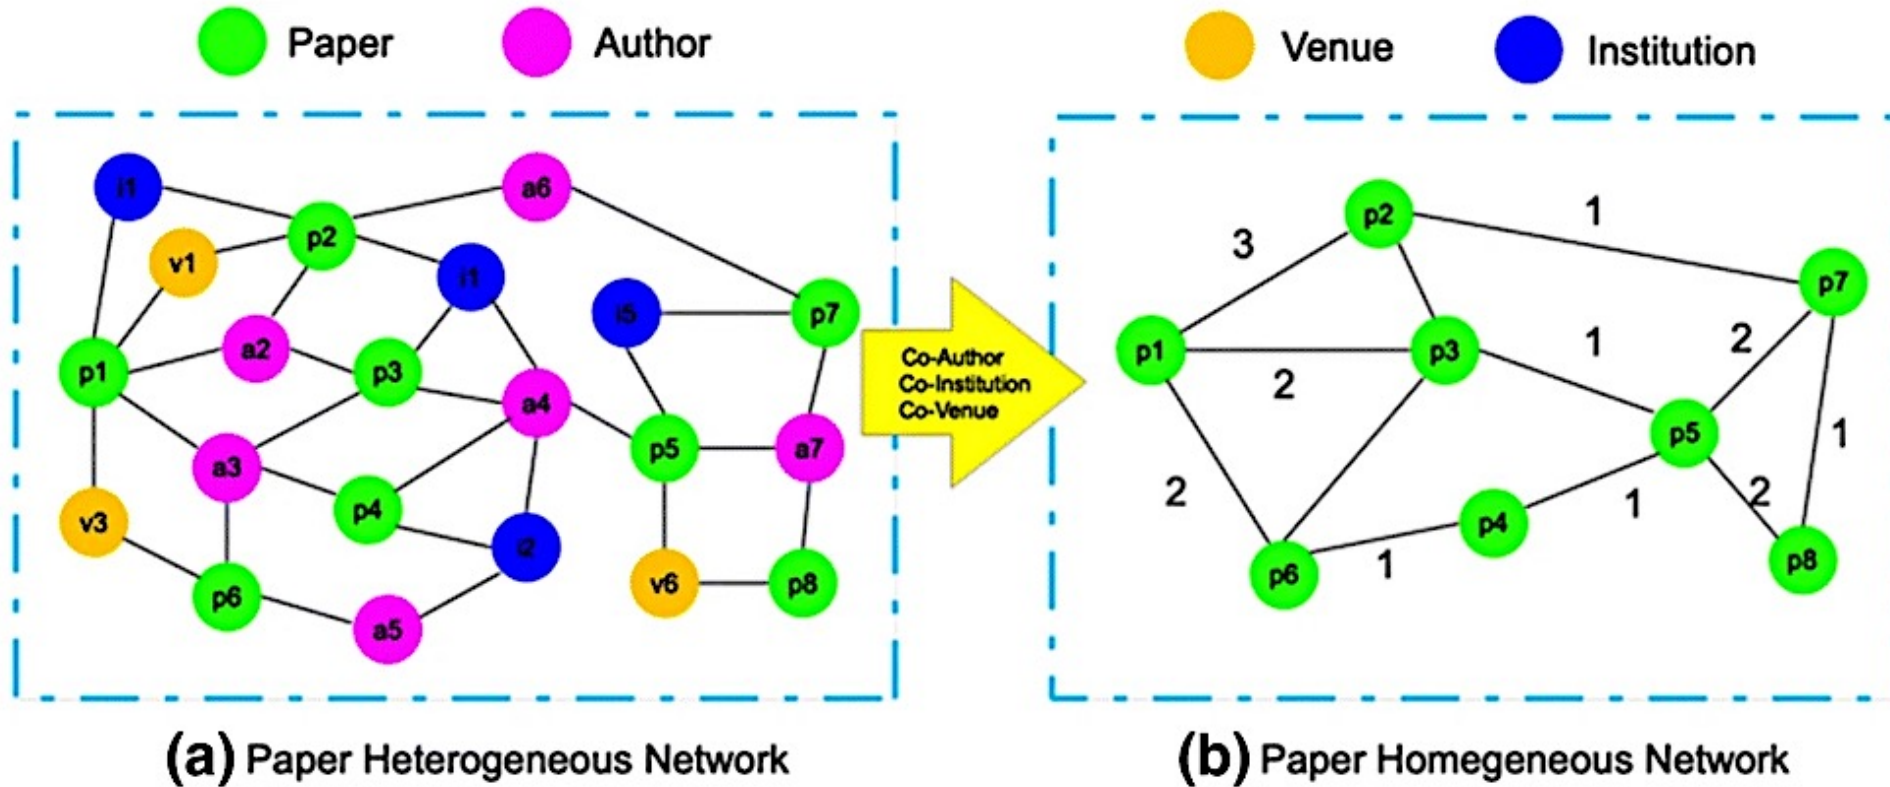 Paper
Author
Venue
Institution
i1
a6
p2
v1
i1
i5
p7
a2
p1
p3
a4
p5
a7
a3
p4
v3
i2
v6
p8
p6
a5
Co-Author
Co-Institution
Co-Venue
p2
1
3
p7
p1
p3
1
2
2
p5
1
2
2
p4
1
p6
1
p8
(a) Paper Heterogeneous Network
(b) Paper Homegeneous Network